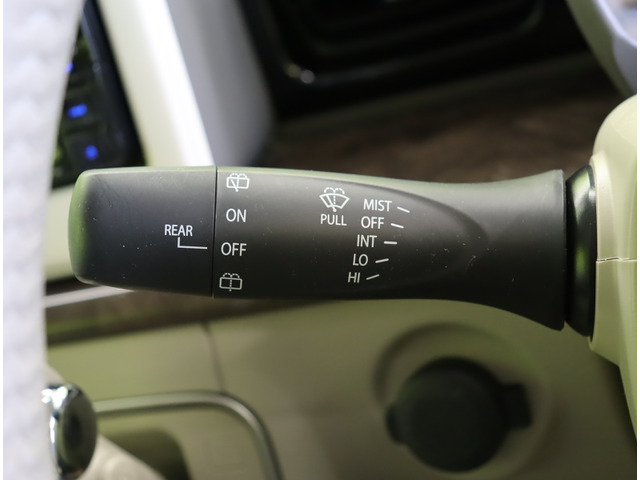 REAR
ON
OFF
PULL
MIST
OFF
INT
LO
HI